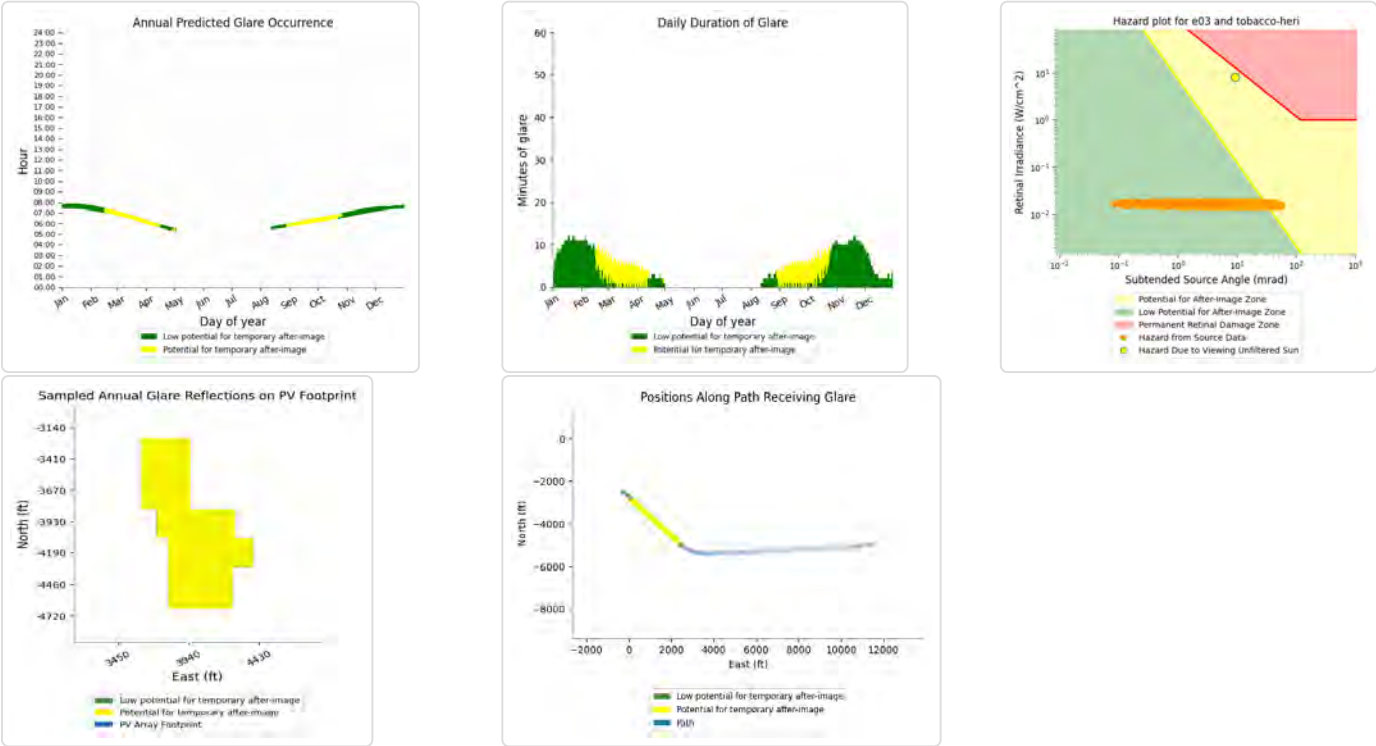 Annual Predicted Glare Occurrence
24:00
23:00
22:00
21:00
20:00
19:00
18:00
17:00
16:00
15:00
14:00
13:00
12:00
11:00
10:00
09:00
08:00
07:00
06:00
05:00
04:00
03:00
02:00
01:00
00:00
Hour
Jan
Feb
Mar
Apr
May
Jun
Jul
Aug
Sep
Oct
Nov
Dec
Day of year
Low potential for temporary after-image
Potential for temporary after-image
Daily Duration of Glare
60
50
40
30
20
10
0
Minutes of glare
Jan
Feb
Mar
Apr
May
Jun
Jul
Aug
Sep
Oct
Nov
Dec
Day of year
Low potential for temporary after-image
Potential for temporary after-image
Hazard plot for e03 and tobacco-heri
10^1
10^0
10^-1
10^-2
Retinal Irradiance (W/cm^2)
10^-2
10^-1
10^0
10^1
10^2
10^3
Subtended Source Angle (mrad)
Potential for After-Image Zone
Low Potential for After-Image Zone
Permanent Retinal Damage Zone
Hazard from Source Data
Hazard Due to Viewing Unfiltered Sun
Sampled Annual Glare Reflections on PV Footprint
-3140
-3410
-3670
-3930
-4190
-4460
-4720
North (ft)
3450
3940
4430
East (ft)
Low potential for temporary after-image
Potential for temporary after-image
PV Array Footprint
Positions Along Path Receiving Glare
0
-2000
-4000
-6000
-8000
North (ft)
-2000
0
2000
4000
6000
8000
10000
12000
East (ft)
Low potential for temporary after-image
Potential for temporary after-image
Path